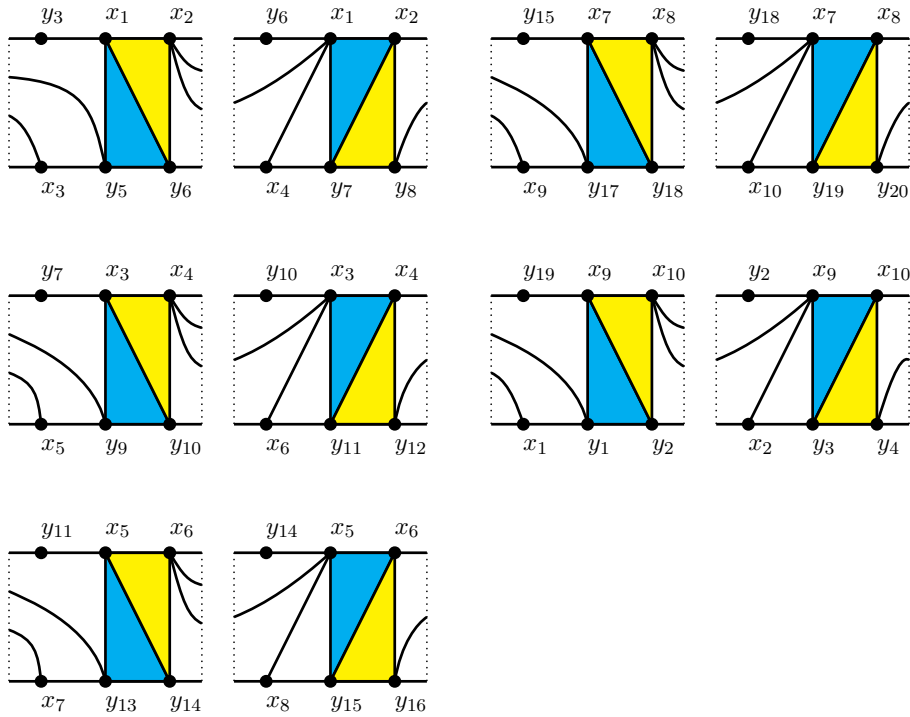 y₃ x₁ x₂ y₆ x₁ x₂ y₁₅ x₇ x₈ y₁₈ x₇ x₈
x₃ y₅ y₆ x₄ y₇ y₈ x₉ y₁₇ y₁₈ x₁₀ y₁₉ y₂₀
y₇ x₃ x₄ y₁₀ x₃ x₄ y₁₉ x₉ x₁₀ y₂ x₉ x₁₀
x₅ y₉ y₁₀ x₆ y₁₁ y₁₂ x₁ y₁ y₂ x₂ y₃ y₄
y₁₁ x₅ x₆ y₁₄ x₅ x₆
x₇ y₁₃ y₁₄ x₈ y₁₅ y₁₆